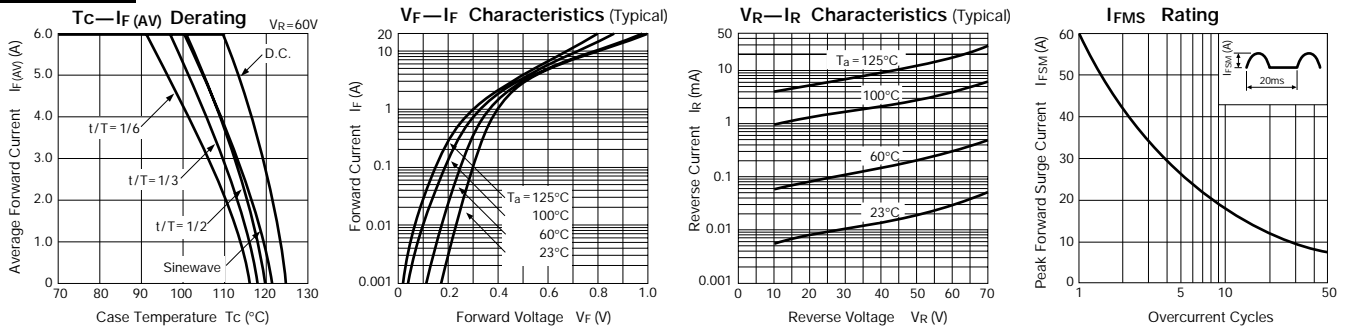 Tc—IF(AV) Derating
VR=60V
Average Forward Current IF(AV) (A)
6.0
5.0
4.0
3.0
2.0
1.0
0
D.C.
t/T=1/6
t/T=1/3
t/T=1/2
Sinewave
70 80 90 100 110 120 130
Case Temperature Tc (°C)
VF—IF Characteristics (Typical)
Forward Current IF (A)
20
10
1
0.1
0.01
0.001
Ta=125°C
100°C
60°C
23°C
0 0.2 0.4 0.6 0.8 1.0
Forward Voltage VF (V)
VR—IR Characteristics (Typical)
Reverse Current IR (mA)
50
10
1
0.1
0.01
0.001
Ta=125°C
100°C
60°C
23°C
0 10 20 30 40 50 60 70
Reverse Voltage VR (V)
IFMS Rating
Peak Forward Surge Current IFSM (A)
60
50
40
30
20
10
0
IFSM (A)
20ms
1 5 10 50
Overcurrent Cycles